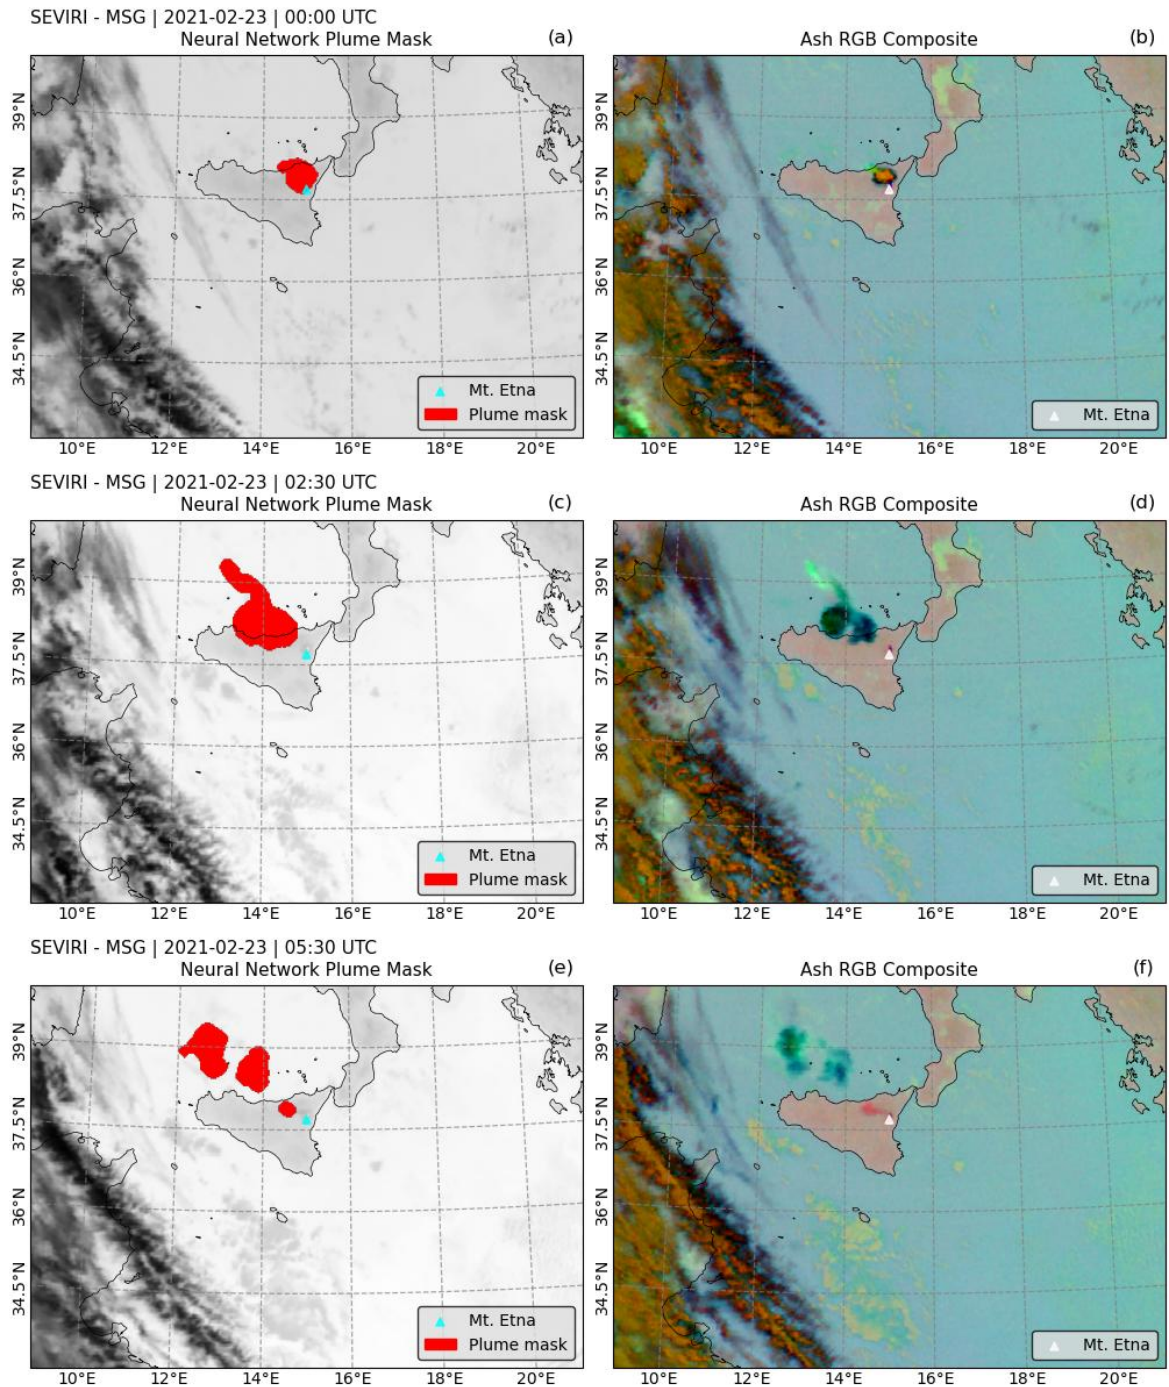 SEVIRI - MSG | 2021-02-23 | 00:00 UTC
Neural Network Plume Mask (a)
Ash RGB Composite (b)
39°N
37.5°N
36°N
34.5°N
Mt. Etna
Plume mask
Mt. Etna
10°E 12°E 14°E 16°E 18°E 20°E
10°E 12°E 14°E 16°E 18°E 20°E
SEVIRI - MSG | 2021-02-23 | 02:30 UTC
Neural Network Plume Mask (c)
Ash RGB Composite (d)
39°N
37.5°N
36°N
34.5°N
Mt. Etna
Plume mask
Mt. Etna
10°E 12°E 14°E 16°E 18°E 20°E
10°E 12°E 14°E 16°E 18°E 20°E
SEVIRI - MSG | 2021-02-23 | 05:30 UTC
Neural Network Plume Mask (e)
Ash RGB Composite (f)
39°N
37.5°N
36°N
34.5°N
Mt. Etna
Plume mask
Mt. Etna
10°E 12°E 14°E 16°E 18°E 20°E
10°E 12°E 14°E 16°E 18°E 20°E